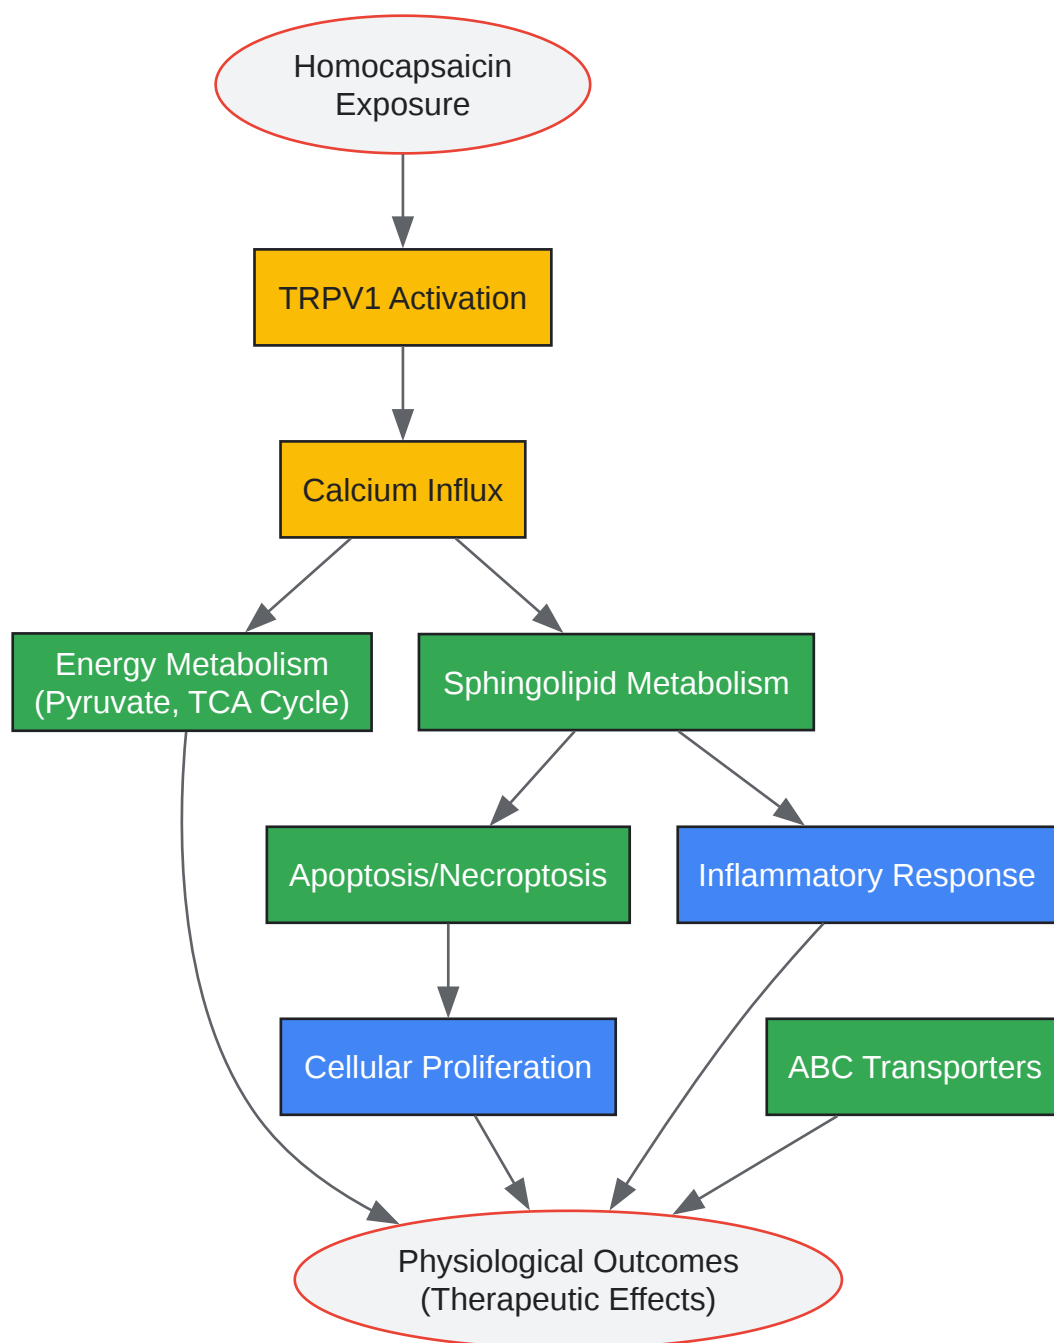 Homocapsaicin
Exposure
TRPV1 Activation
Calcium Influx
Energy Metabolism
(Pyruvate, TCA Cycle)
Sphingolipid Metabolism
Apoptosis/Necroptosis
Inflammatory Response
Cellular Proliferation
ABC Transporters
Physiological Outcomes
(Therapeutic Effects)